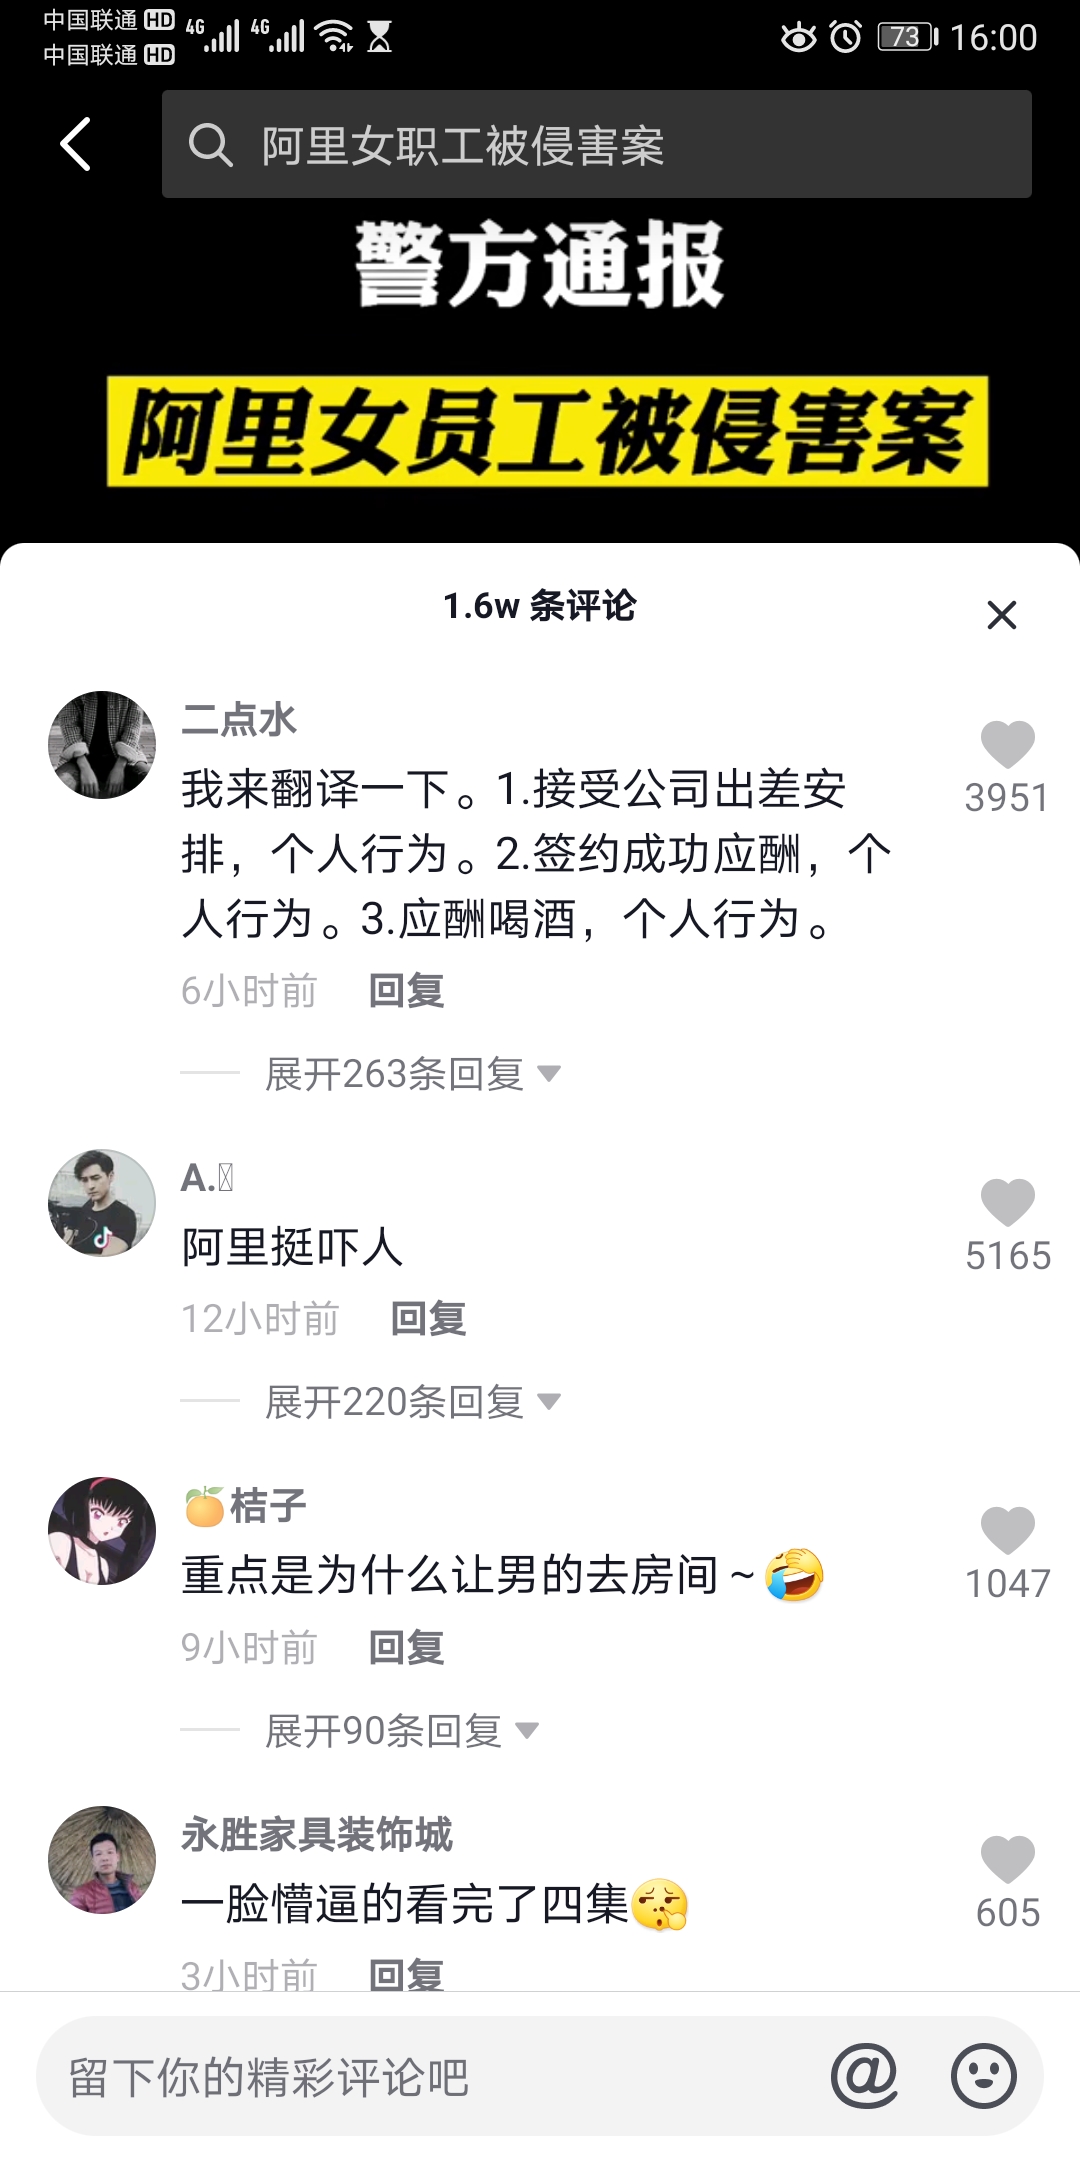 中国联通 HD 4G 4G 73 16:00
中国联通 HD
阿里女职工被侵害案
警方通报
阿里女员工被侵害案
1.6w 条评论
二点水
我来翻译一下。1.接受公司出差安
排，个人行为。2.签约成功应酬，个
人行为。3.应酬喝酒，个人行为。
3951
6小时前 回复
展开263条回复
A.
阿里挺吓人
5165
12小时前 回复
展开220条回复
🍊桔子
重点是为什么让男的去房间～
1047
9小时前 回复
展开90条回复
永胜家具装饰城
一脸懵逼的看完了四集
605
3小时前 回复
留下你的精彩评论吧 @